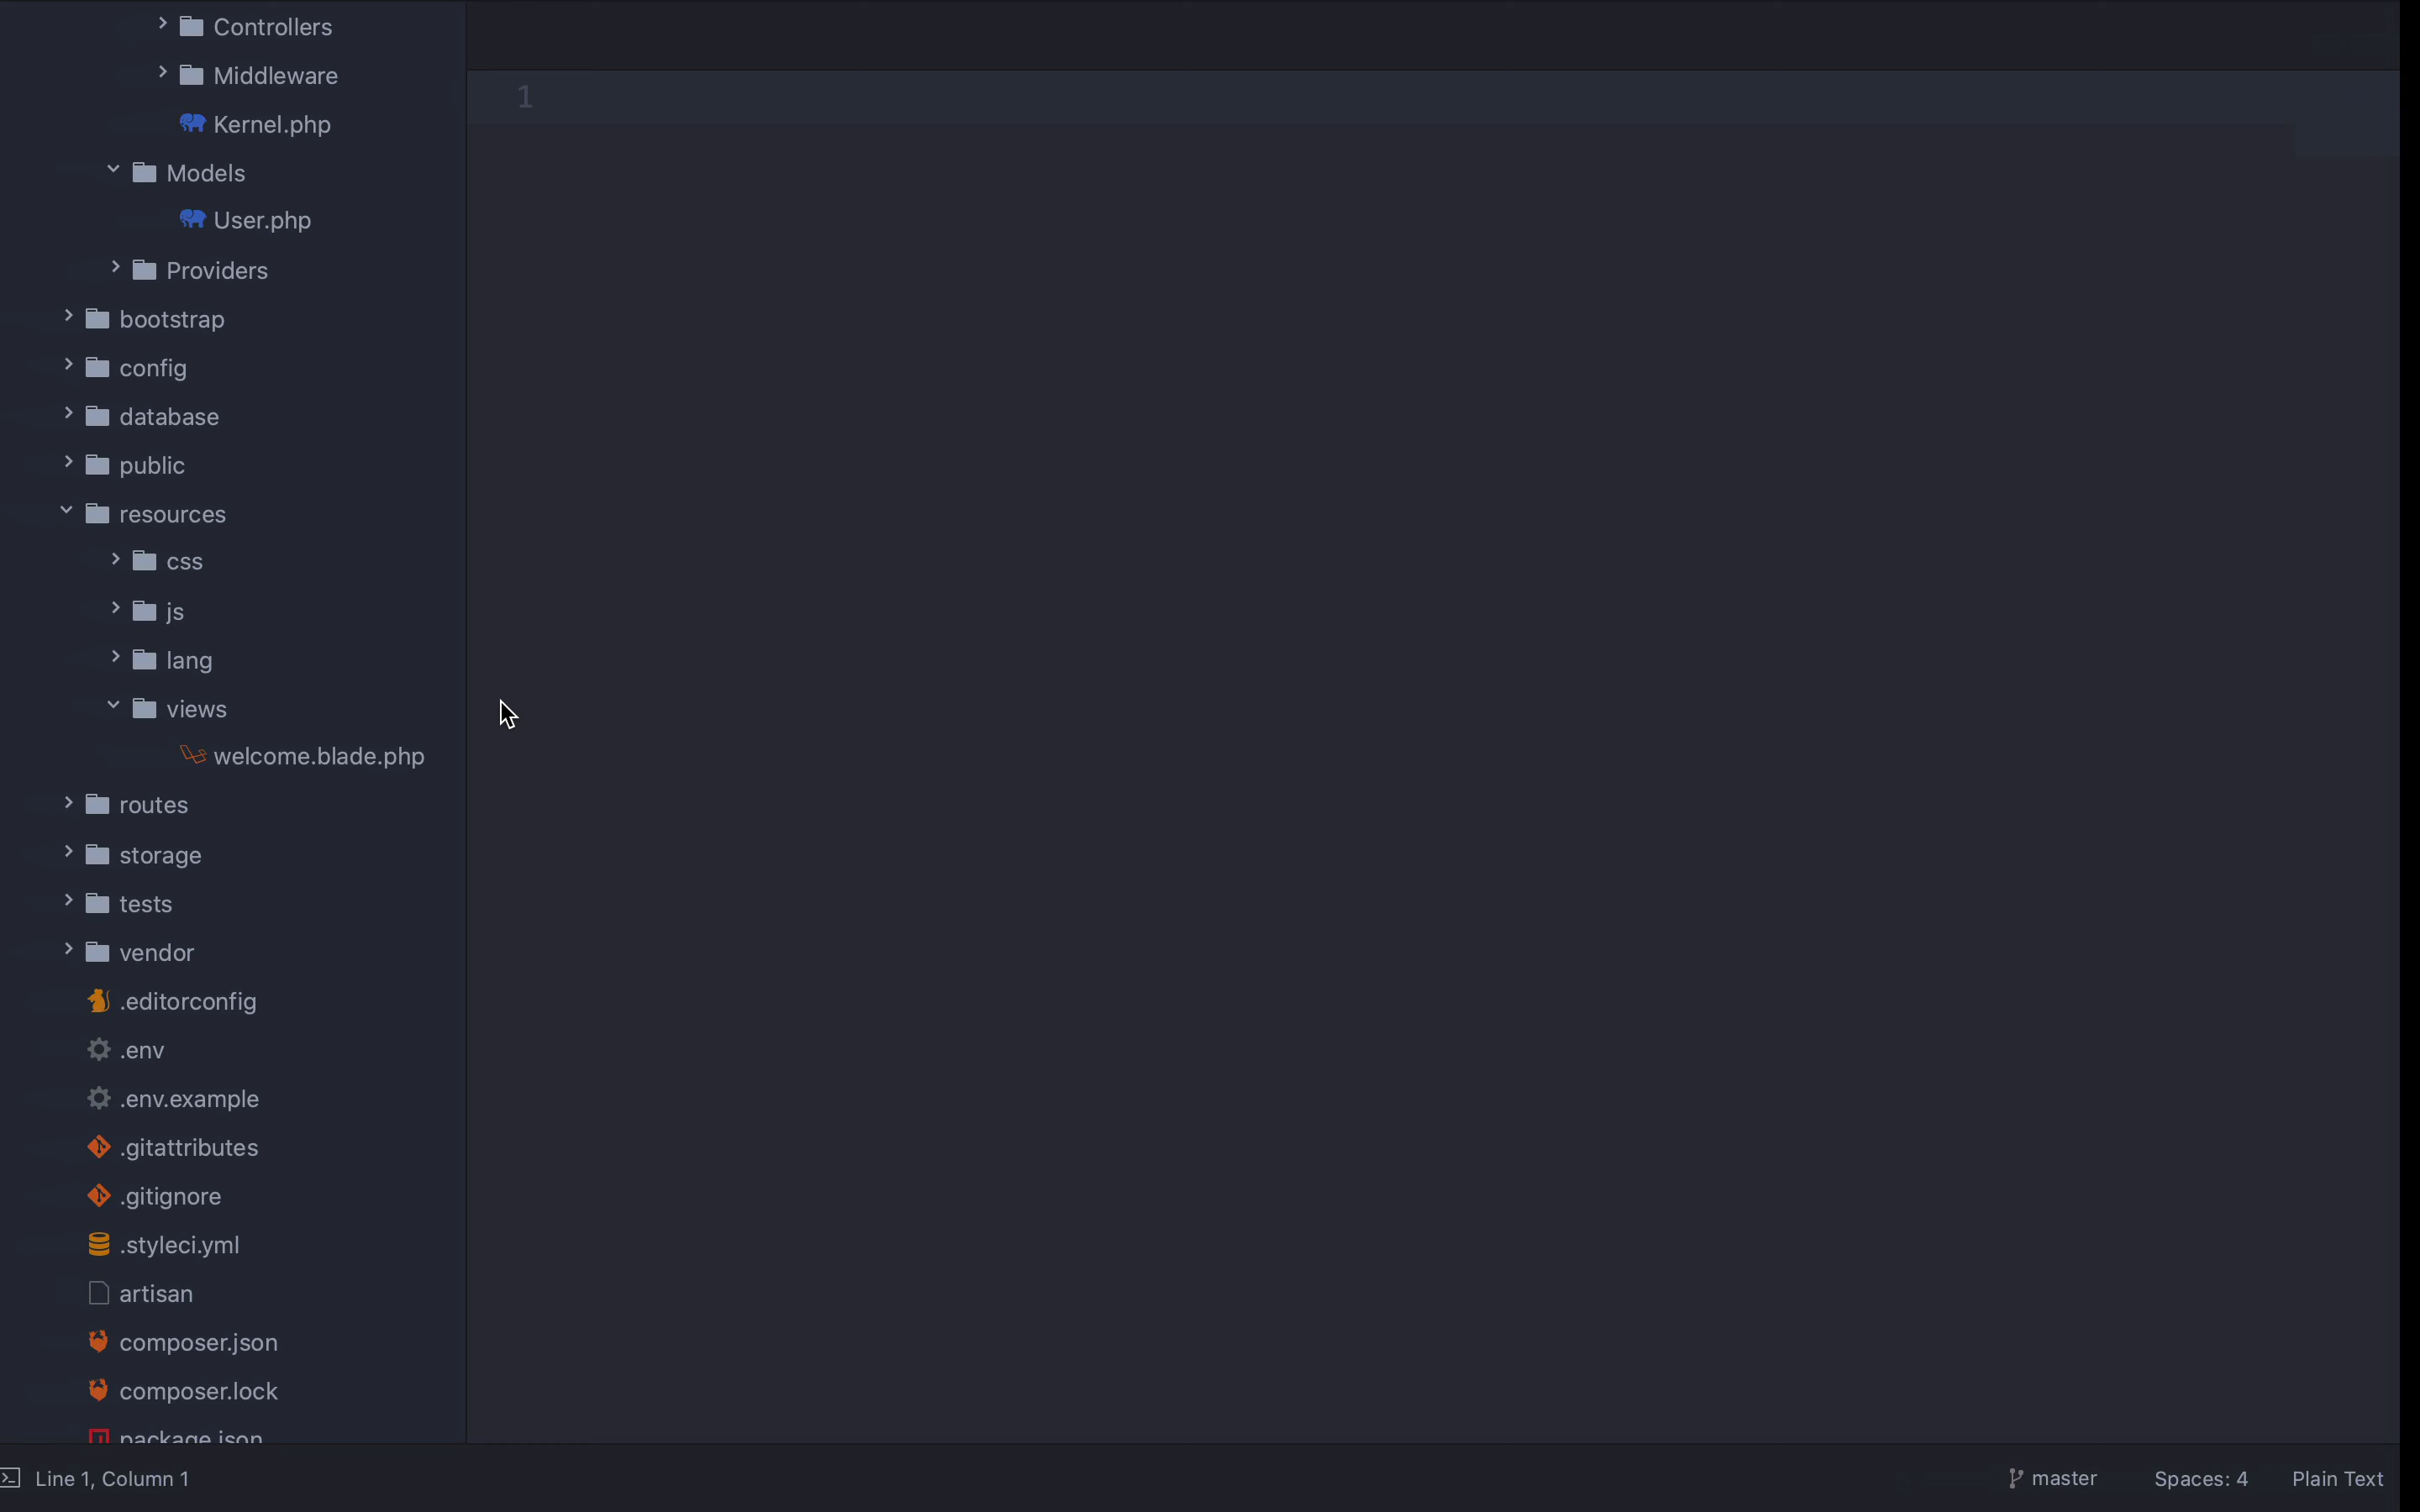 Controllers
Middleware
Kernel.php
Models
User.php
Providers
bootstrap
config
database
public
resources
css
js
lang
views
welcome.blade.php
routes
storage
tests
vendor
.editorconfig
.env
.env.example
.gitattributes
.gitignore
.styleci.yml
artisan
composer.json
composer.lock
package.json
1
Line 1, Column 1
master
Spaces: 4
Plain Text